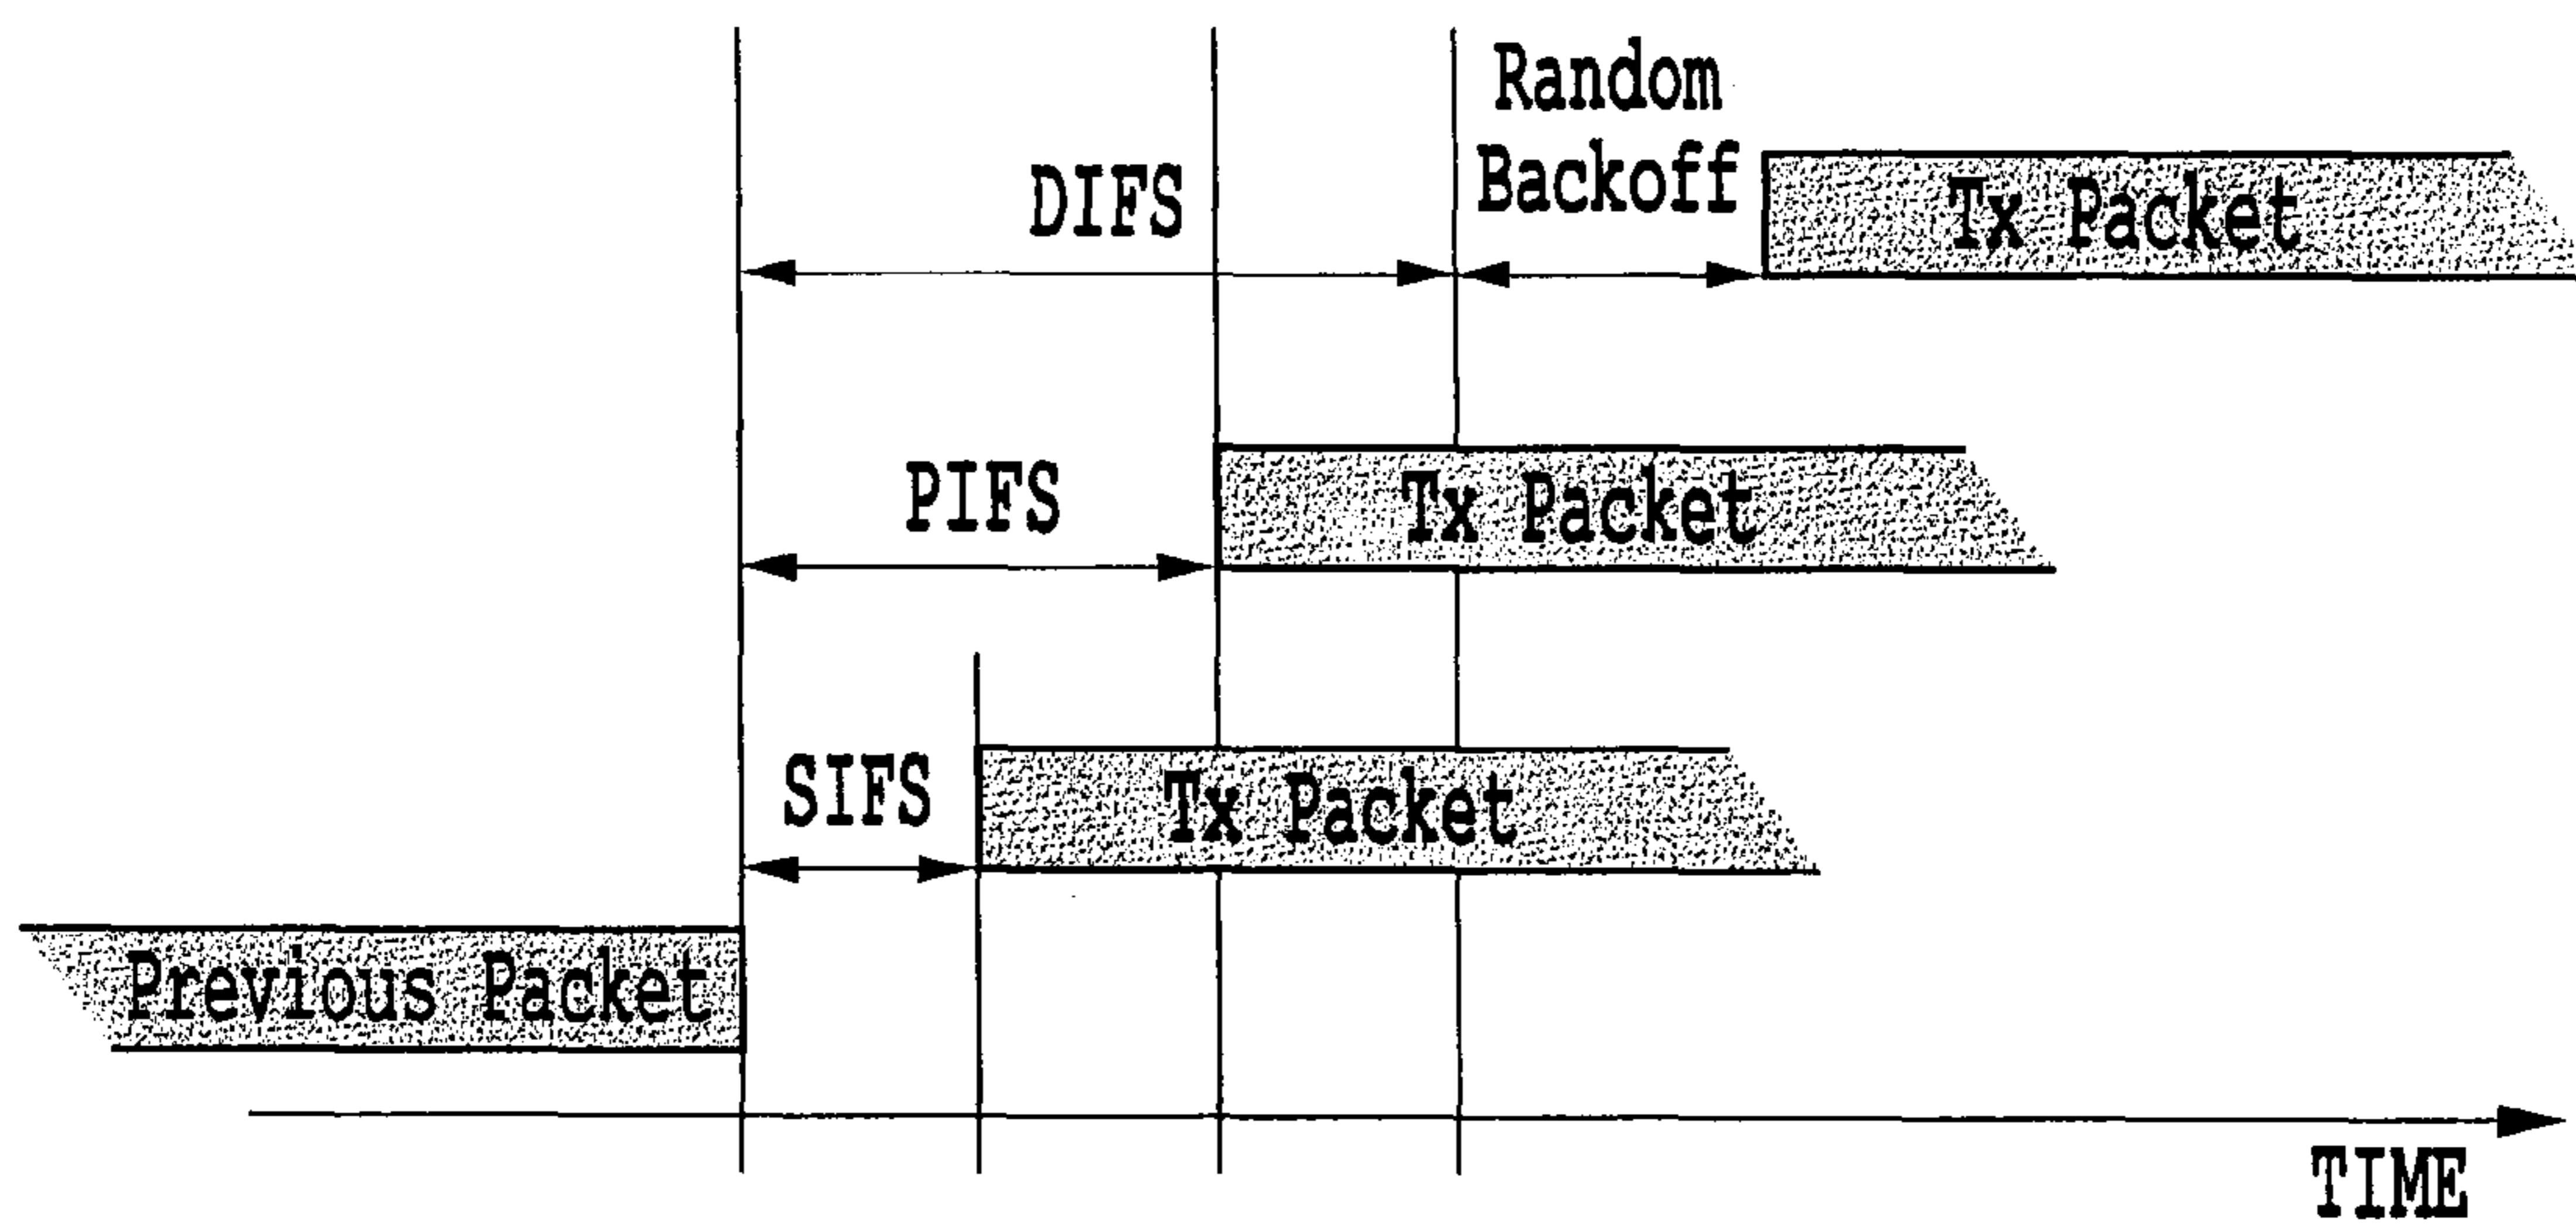 Random
Backoff
DIFS
Tx Packet
PIFS
Tx Packet
SIFS
Tx Packet
Previous Packet
TIME